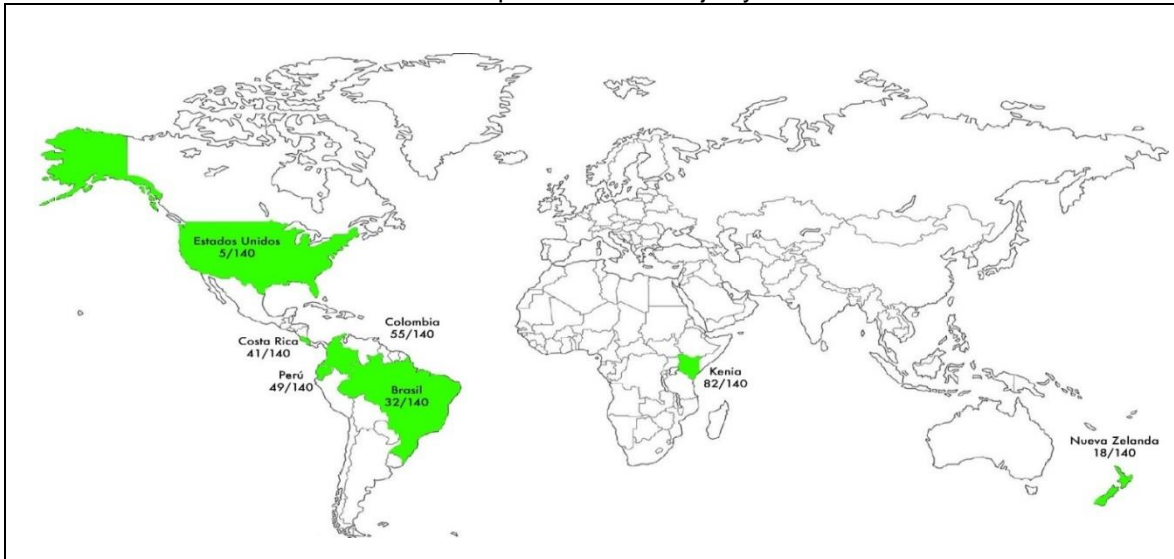 Estados Unidos
5/140
Colombia
55/140
Costa Rica
41/140
Perú
49/140
Brasil
32/140
Kenia
82/140
Nueva Zelanda
18/140